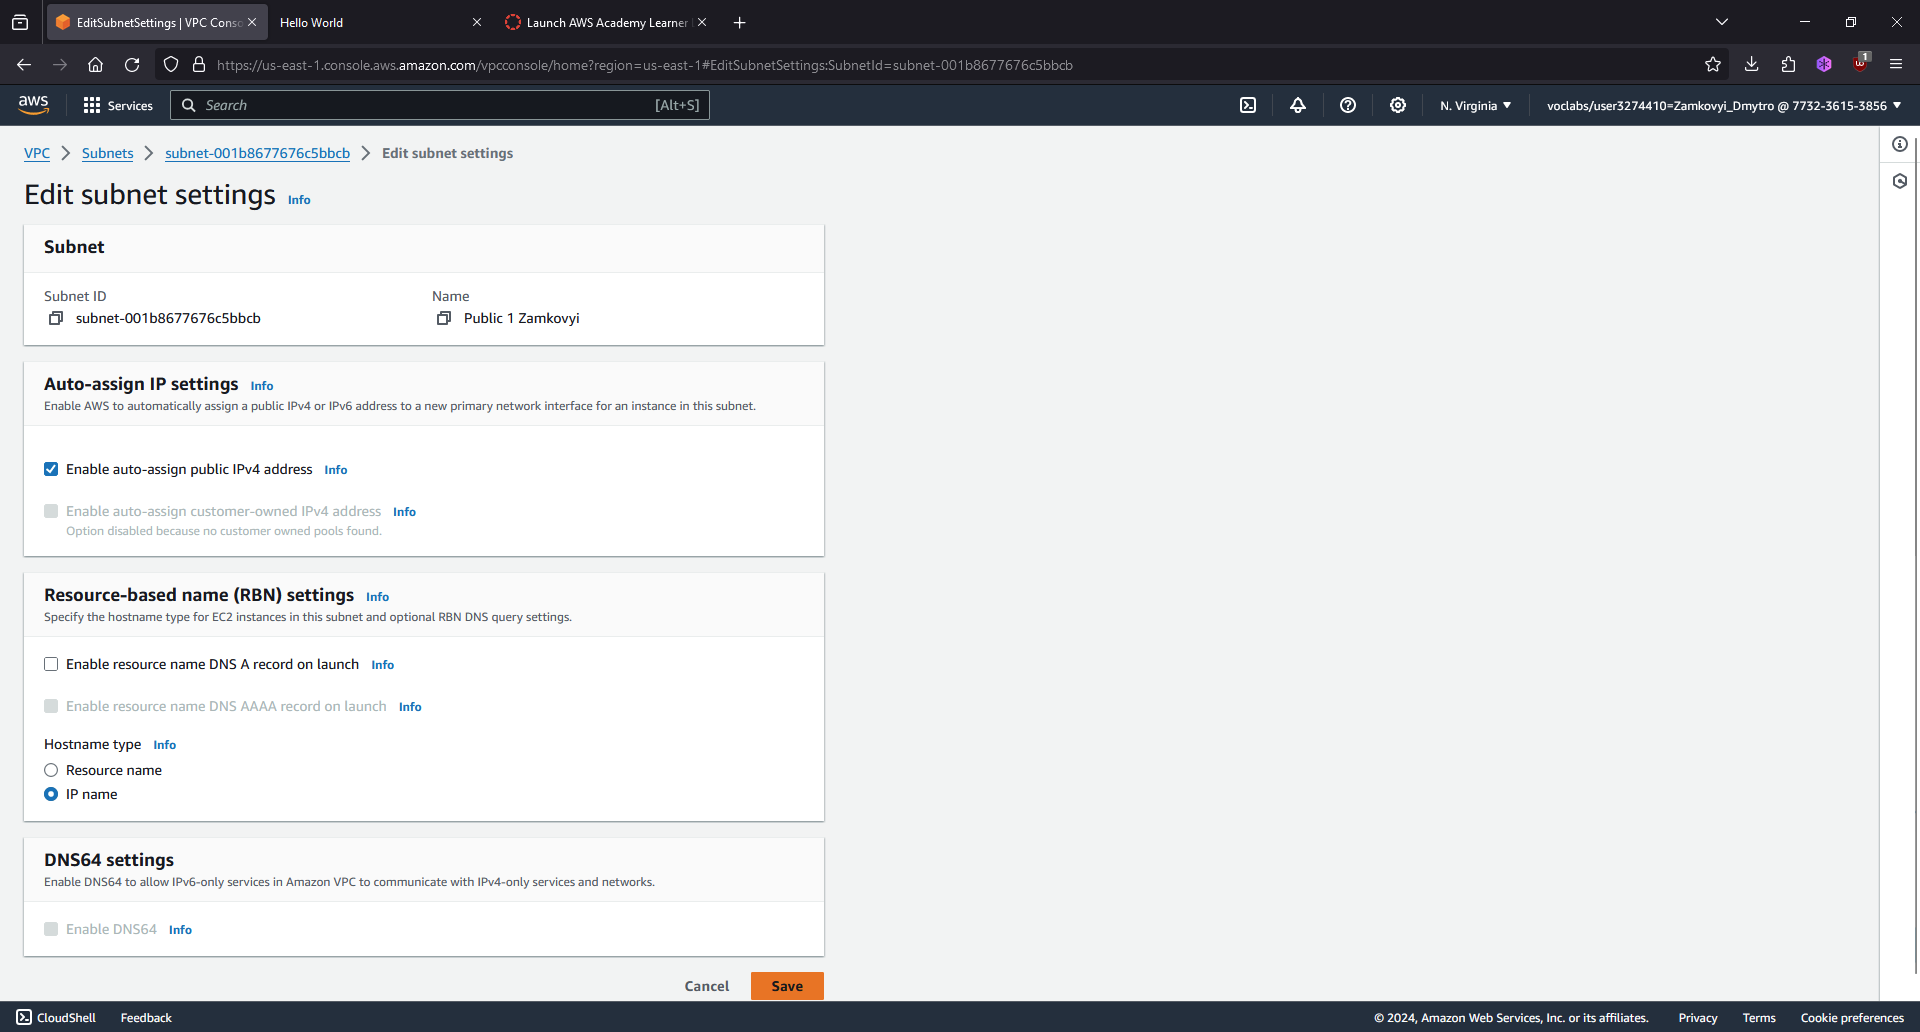 EditSubnetSettings | VPC Conso
Hello World
Launch AWS Academy Learner
https://us-east-1.console.aws.amazon.com/vpcconsole/home?region=us-east-1#EditSubnetSettings:SubnetId=subnet-001b8677676c5bbcb
1
aws
Services
Search
[Alt+S]
N. Virginia
voclabs/user3274410=Zamkovyi_Dmytro @ 7732-3615-3856
VPC
Subnets
subnet-001b8677676c5bbcb
Edit subnet settings
Edit subnet settings Info
Subnet
Subnet ID
subnet-001b8677676c5bbcb
Name
Public 1 Zamkovyi
Auto-assign IP settings Info
Enable AWS to automatically assign a public IPv4 or IPv6 address to a new primary network interface for an instance in this subnet.
Enable auto-assign public IPv4 address Info
Enable auto-assign customer-owned IPv4 address Info
Option disabled because no customer owned pools found.
Resource-based name (RBN) settings Info
Specify the hostname type for EC2 instances in this subnet and optional RBN DNS query settings.
Enable resource name DNS A record on launch Info
Enable resource name DNS AAAA record on launch Info
Hostname type Info
Resource name
IP name
DNS64 settings
Enable DNS64 to allow IPv6-only services in Amazon VPC to communicate with IPv4-only services and networks.
Enable DNS64 Info
Cancel
Save
CloudShell
Feedback
© 2024, Amazon Web Services, Inc. or its affiliates.
Privacy
Terms
Cookie preferences